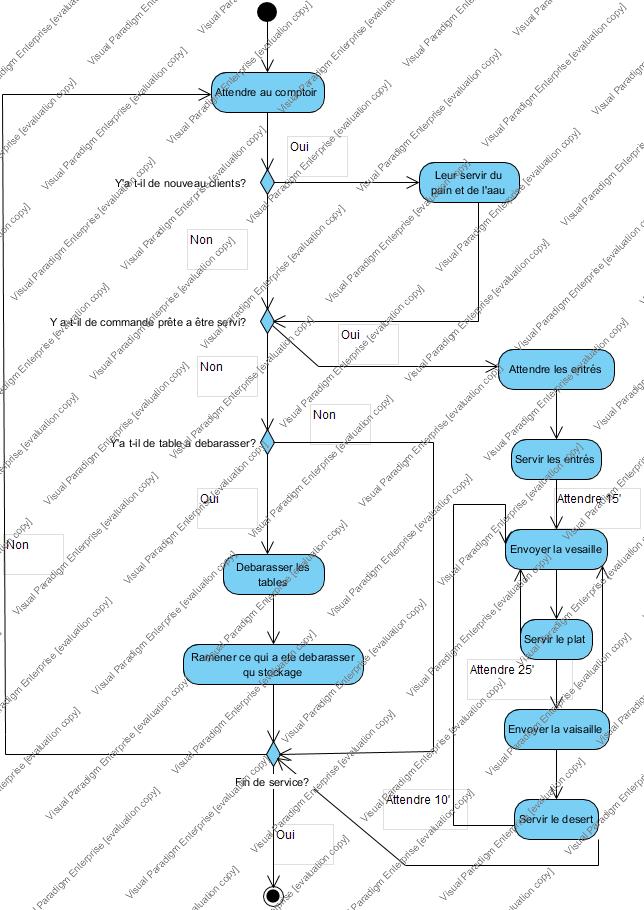 Attendre au comptoir
Oui
Y'a t-il de nouveau clients?
Leur servir du
pain et de l'aau
Non
Y a t-il de commande prête a être servi?
Oui
Attendre les entrés
Non
Non
Y'a t-il de table a debarasser?
Servir les entrés
Oui
Attendre 15'
Non
Envoyer la vesaille
Debarasser les
tables
Servir le plat
Ramener ce qui a ete debarasser
qu stockage
Attendre 25'
Envoyer la vaisaille
Fin de service?
Attendre 10'
Servir le desert
Oui
Visual Paradigm Enterprise [evaluation copy]